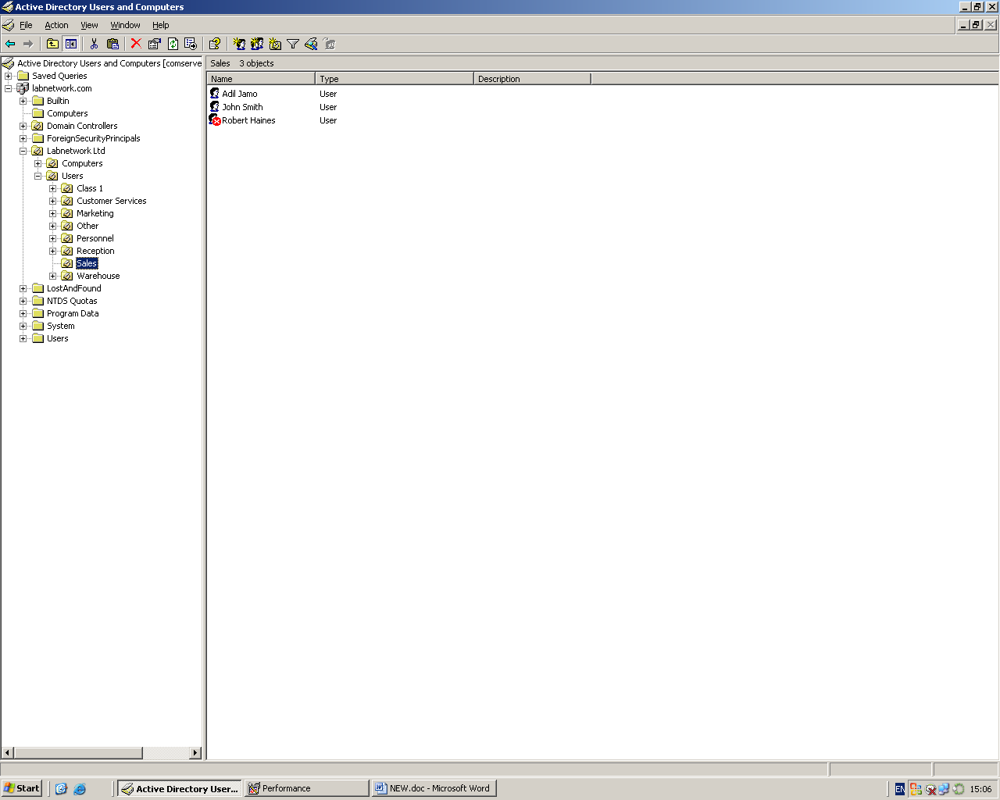 Active Directory Users and Computers
File Action View Window Help
Active Directory Users and Computers [comserve
Saved Queries
labnetwork.com
Builtin
Computers
Domain Controllers
ForeignSecurityPrincipals
Labnetwork Ltd
Computers
Users
Class 1
Customer Services
Marketing
Other
Personnel
Reception
Sales
Warehouse
LostAndFound
NTDS Quotas
Program Data
System
Users
Sales 3 objects
Name Type Description
Adil Jamo User
John Smith User
Robert Haines User
Start Active Directory User... Performance NEW.doc - Microsoft Word EN 15:06